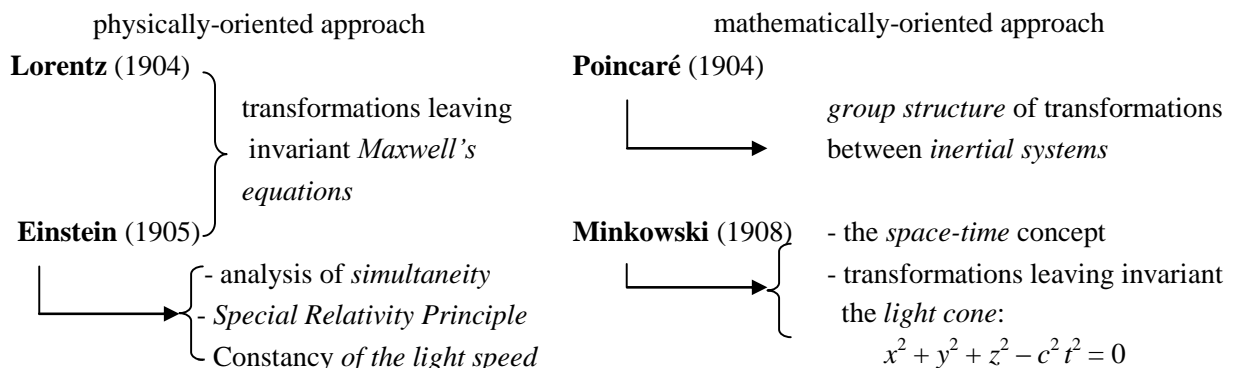 physically-oriented approach
Lorentz (1904)
transformations leaving
invariant Maxwell's
equations
Einstein (1905)
- analysis of simultaneity
- Special Relativity Principle
Constancy of the light speed
mathematically-oriented approach
Poincaré (1904)
group structure of transformations
between inertial systems
Minkowski (1908)
- the space-time concept
- transformations leaving invariant
the light cone:
x² + y² + z² – c² t² = 0